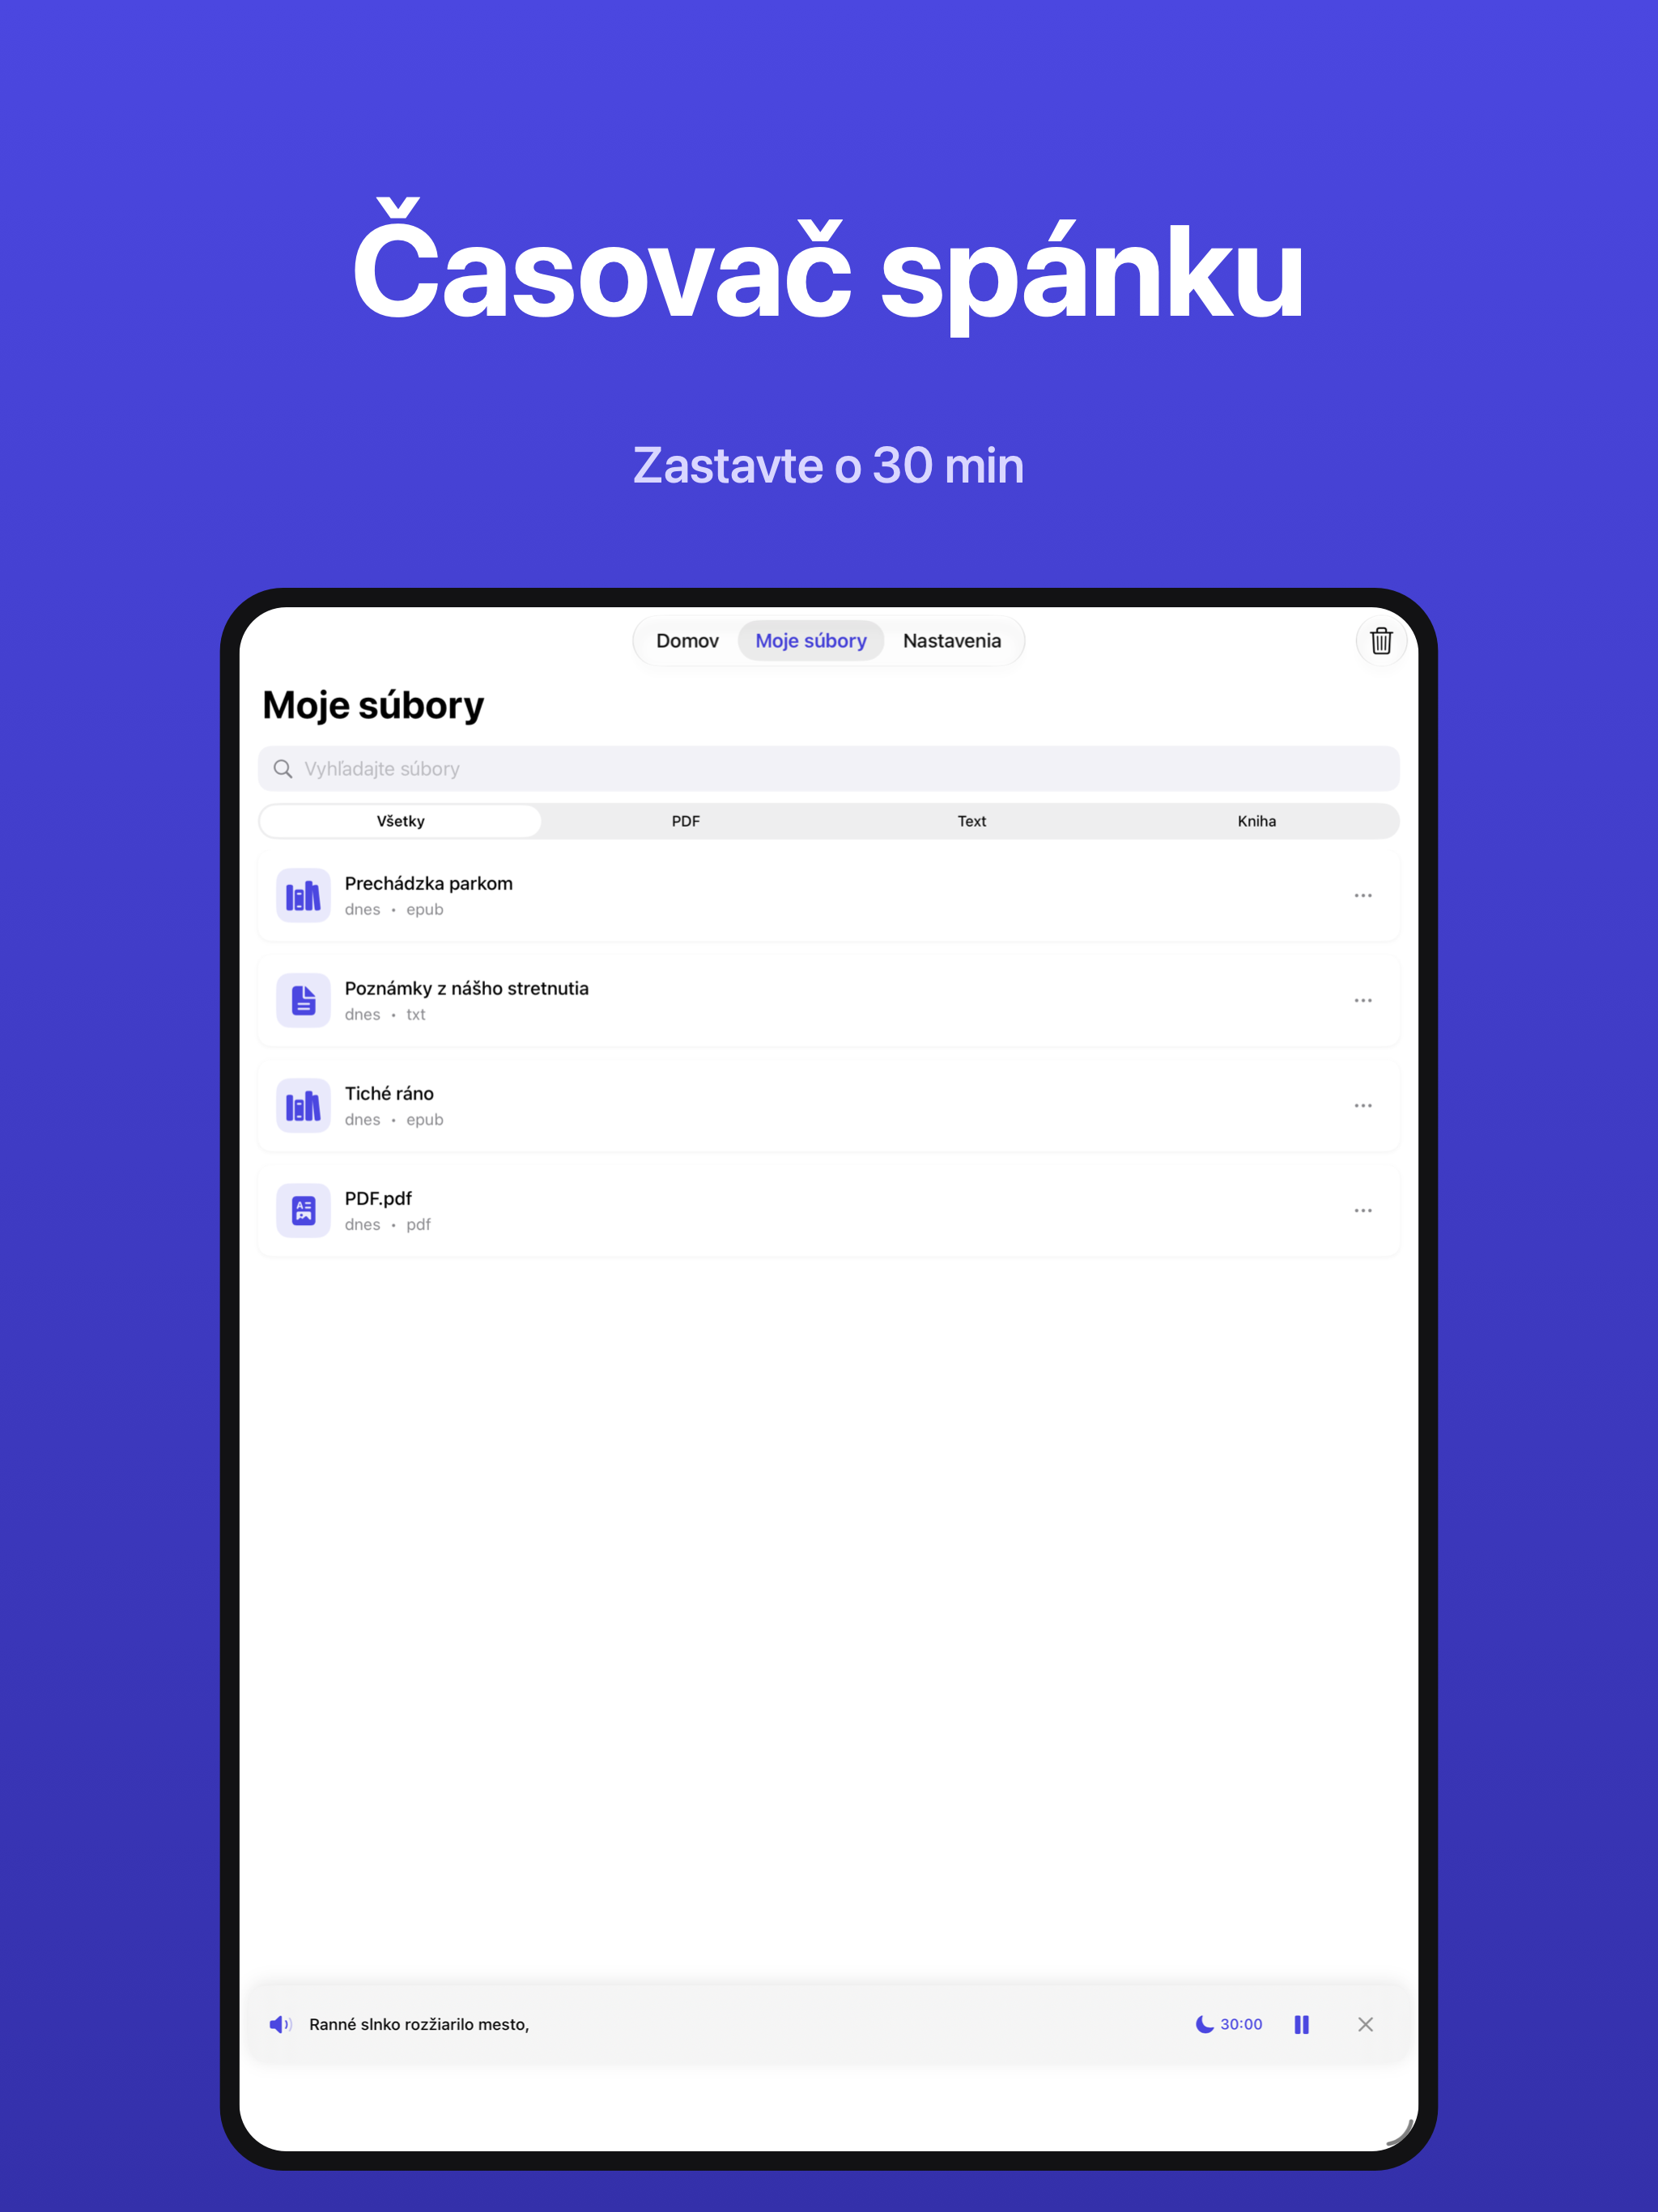 Časovač spánku
Zastavte o 30 min
Domov Moje súbory Nastavenia
Moje súbory
Vyhľadajte súbory
Všetky PDF Text Kniha
Prechádzka parkom
dnes • epub
Poznámky z nášho stretnutia
dnes • txt
Tiché ráno
dnes • epub
PDF.pdf
dnes • pdf
Ranné slnko rozžiarilo mesto, 30:00